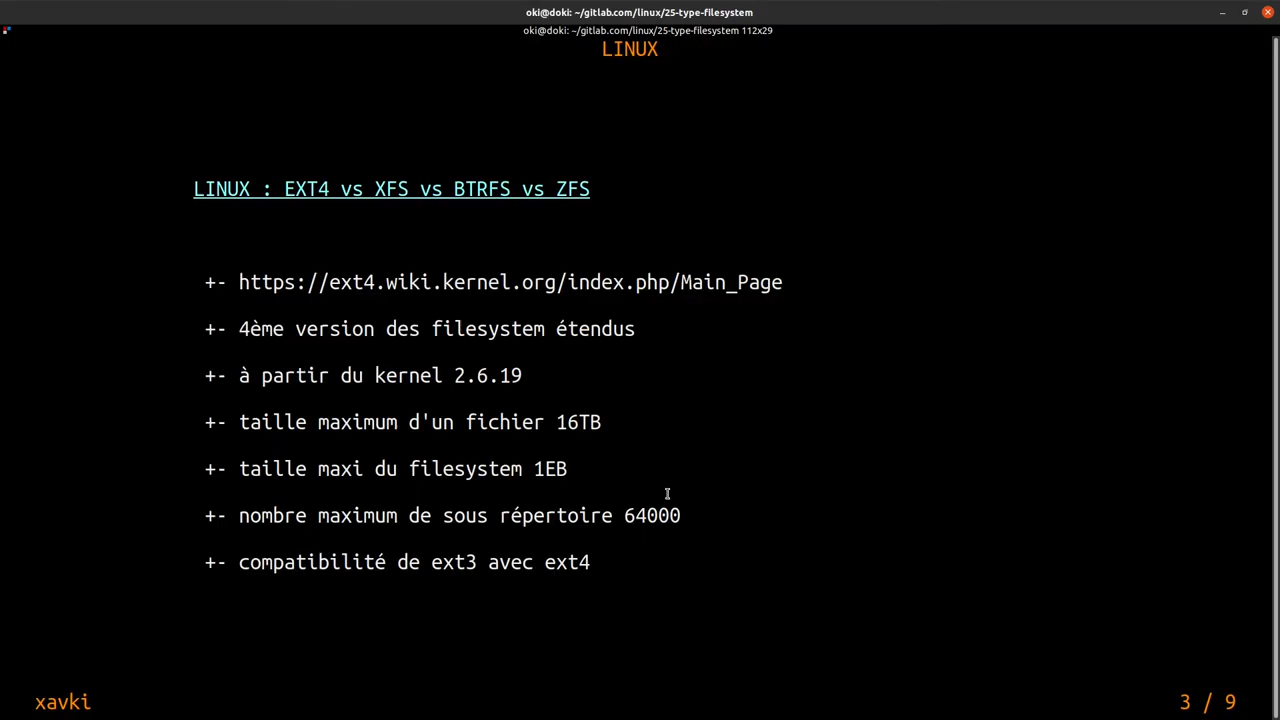 oki@doki: ~/gitlab.com/linux/25-type-filesystem
oki@doki: ~/gitlab.com/linux/25-type-filesystem 112x29
LINUX
LINUX : EXT4 vs XFS vs BTRFS vs ZFS
+- https://ext4.wiki.kernel.org/index.php/Main_Page
+- 4ème version des filesystem étendus
+- à partir du kernel 2.6.19
+- taille maximum d'un fichier 16TB
+- taille maxi du filesystem 1EB
+- nombre maximum de sous répertoire 64000
+- compatibilité de ext3 avec ext4
xavki
3 / 9